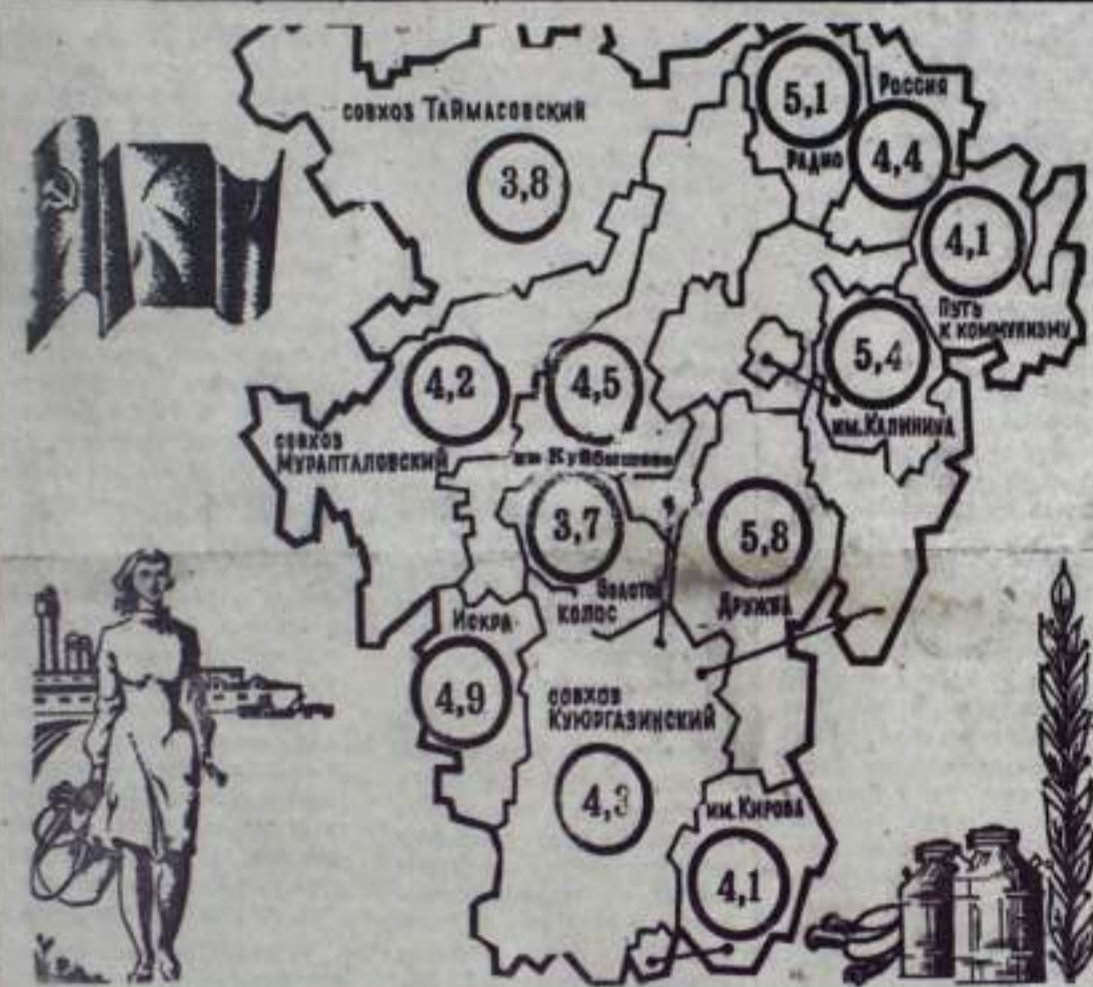 5,1
РОССИЯ
СОВХОЗ ТАЙМАСОВСКИЙ
РАДИО
4,4
3,8
4,1
ПУТЬ
К КОММУНИЗМУ
5,4
4,2
4,5
ИМ. КАЛИНИНА
СОВХОЗ
МУРАПТАЛОВСКИЙ
им Куйбышева
3,7
5,8
ЗОЛОТОЙ
КОЛОС
ДРУЖБА
ИСКРА
4,9
СОВХОЗ
КУЮРГАЗИНСКИЙ
4,3
ИМ. КИРОВА
4,1